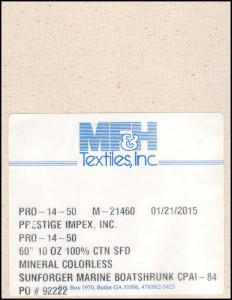 MF&H
Textiles, Inc.
PRO-14-50 M-21460 01/21/2015
PRESTIGE IMPEX, INC.
PRO-14-50
60" 10 OZ 100% CTN SFD
MINERAL COLORLESS
SUNFORGER MARINE BOATSHRUNK CPAI-84
P.O. Box 1970, Butler GA 31006, 478/862-5423
PO # 92222